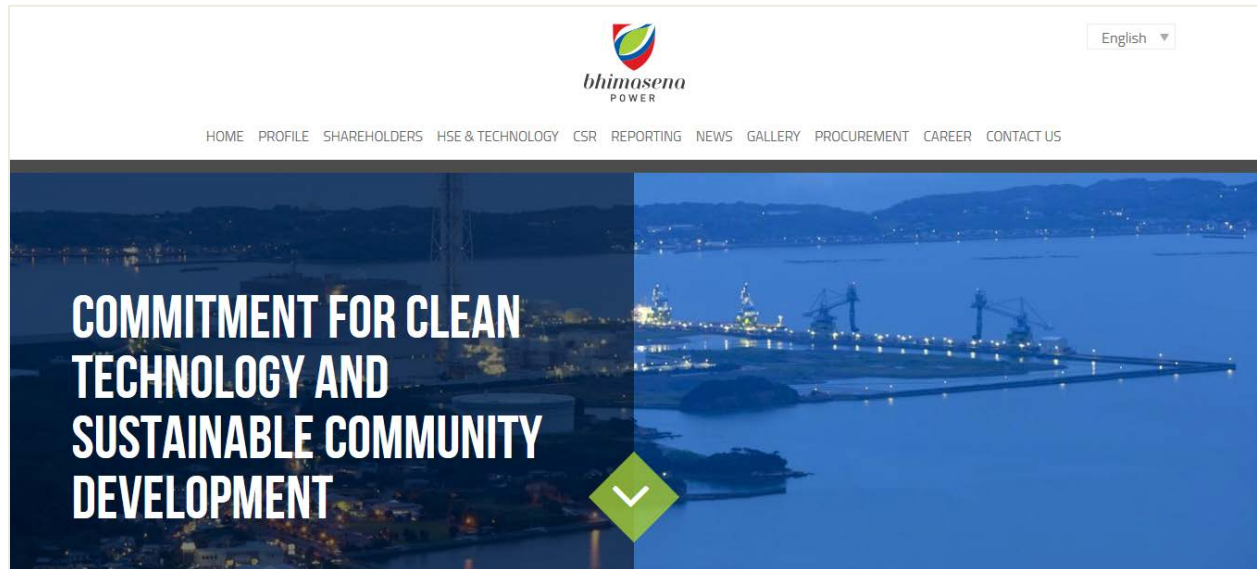 English
bhimasena
POWER
HOME PROFILE SHAREHOLDERS HSE & TECHNOLOGY CSR REPORTING NEWS GALLERY PROCUREMENT CAREER CONTACT US
COMMITMENT FOR CLEAN
TECHNOLOGY AND
SUSTAINABLE COMMUNITY
DEVELOPMENT